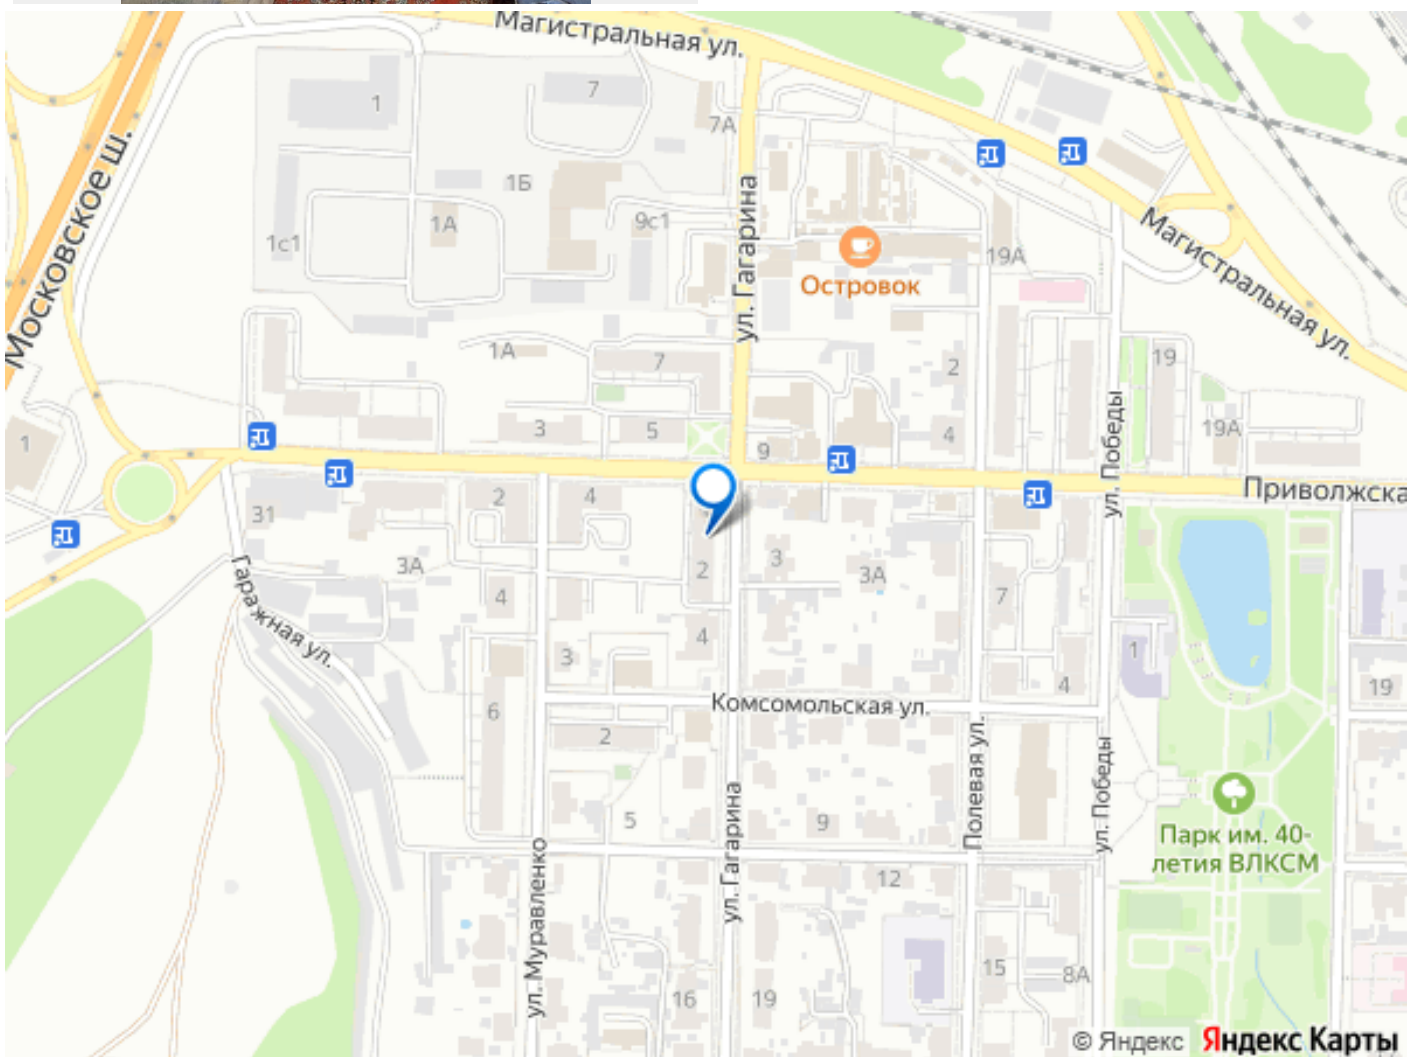 Магистральная ул.
7
1
7А
Московское ш.
1Б
ул. Гагарина
1А
9с1
1с1
19А
Магистральная ул.
Островок
1А
7
2
19
3
5
4
19А
9
1
ул. Победы
Приволжска
2
4
31
3А
2
3
3А
4
7
Гаражная ул.
4
1
3
4
19
6
Комсомольская ул.
2
Полевая ул.
ул. Победы
5
ул. Гагарина
9
Парк им. 40-
летия ВЛКСМ
ул. Муравленко
12
16
19
15
8А
© Яндекс Яндекс Карты